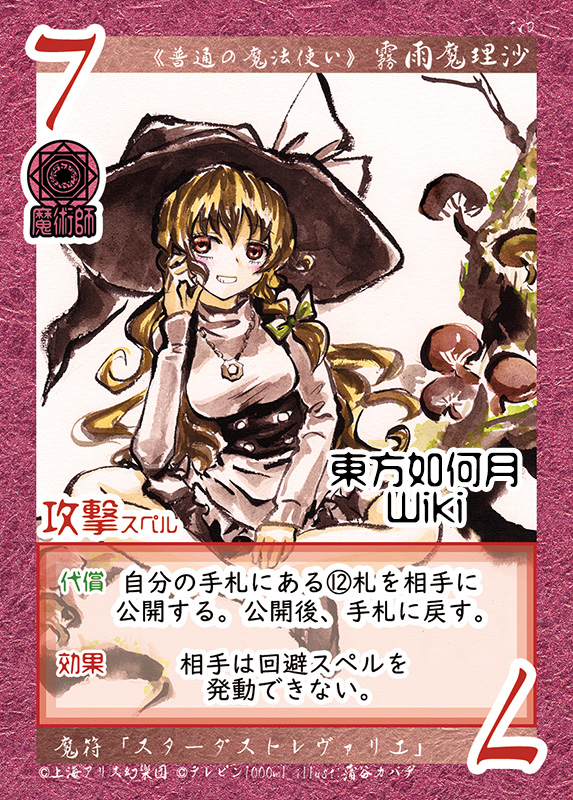 7
《普通の魔法使い》 霧雨魔理沙
魔術師
東方如何月
Wiki
攻撃スペル
代償 自分の手札にある⑫札を相手に
公開する。公開後、手札に戻す。
効果 相手は回避スペルを
発動できない。
魔符「スターダストレヴァリエ」
7
©上海アリス幻樂団 ©テレピン1000ml illust:蒲谷カバヂ